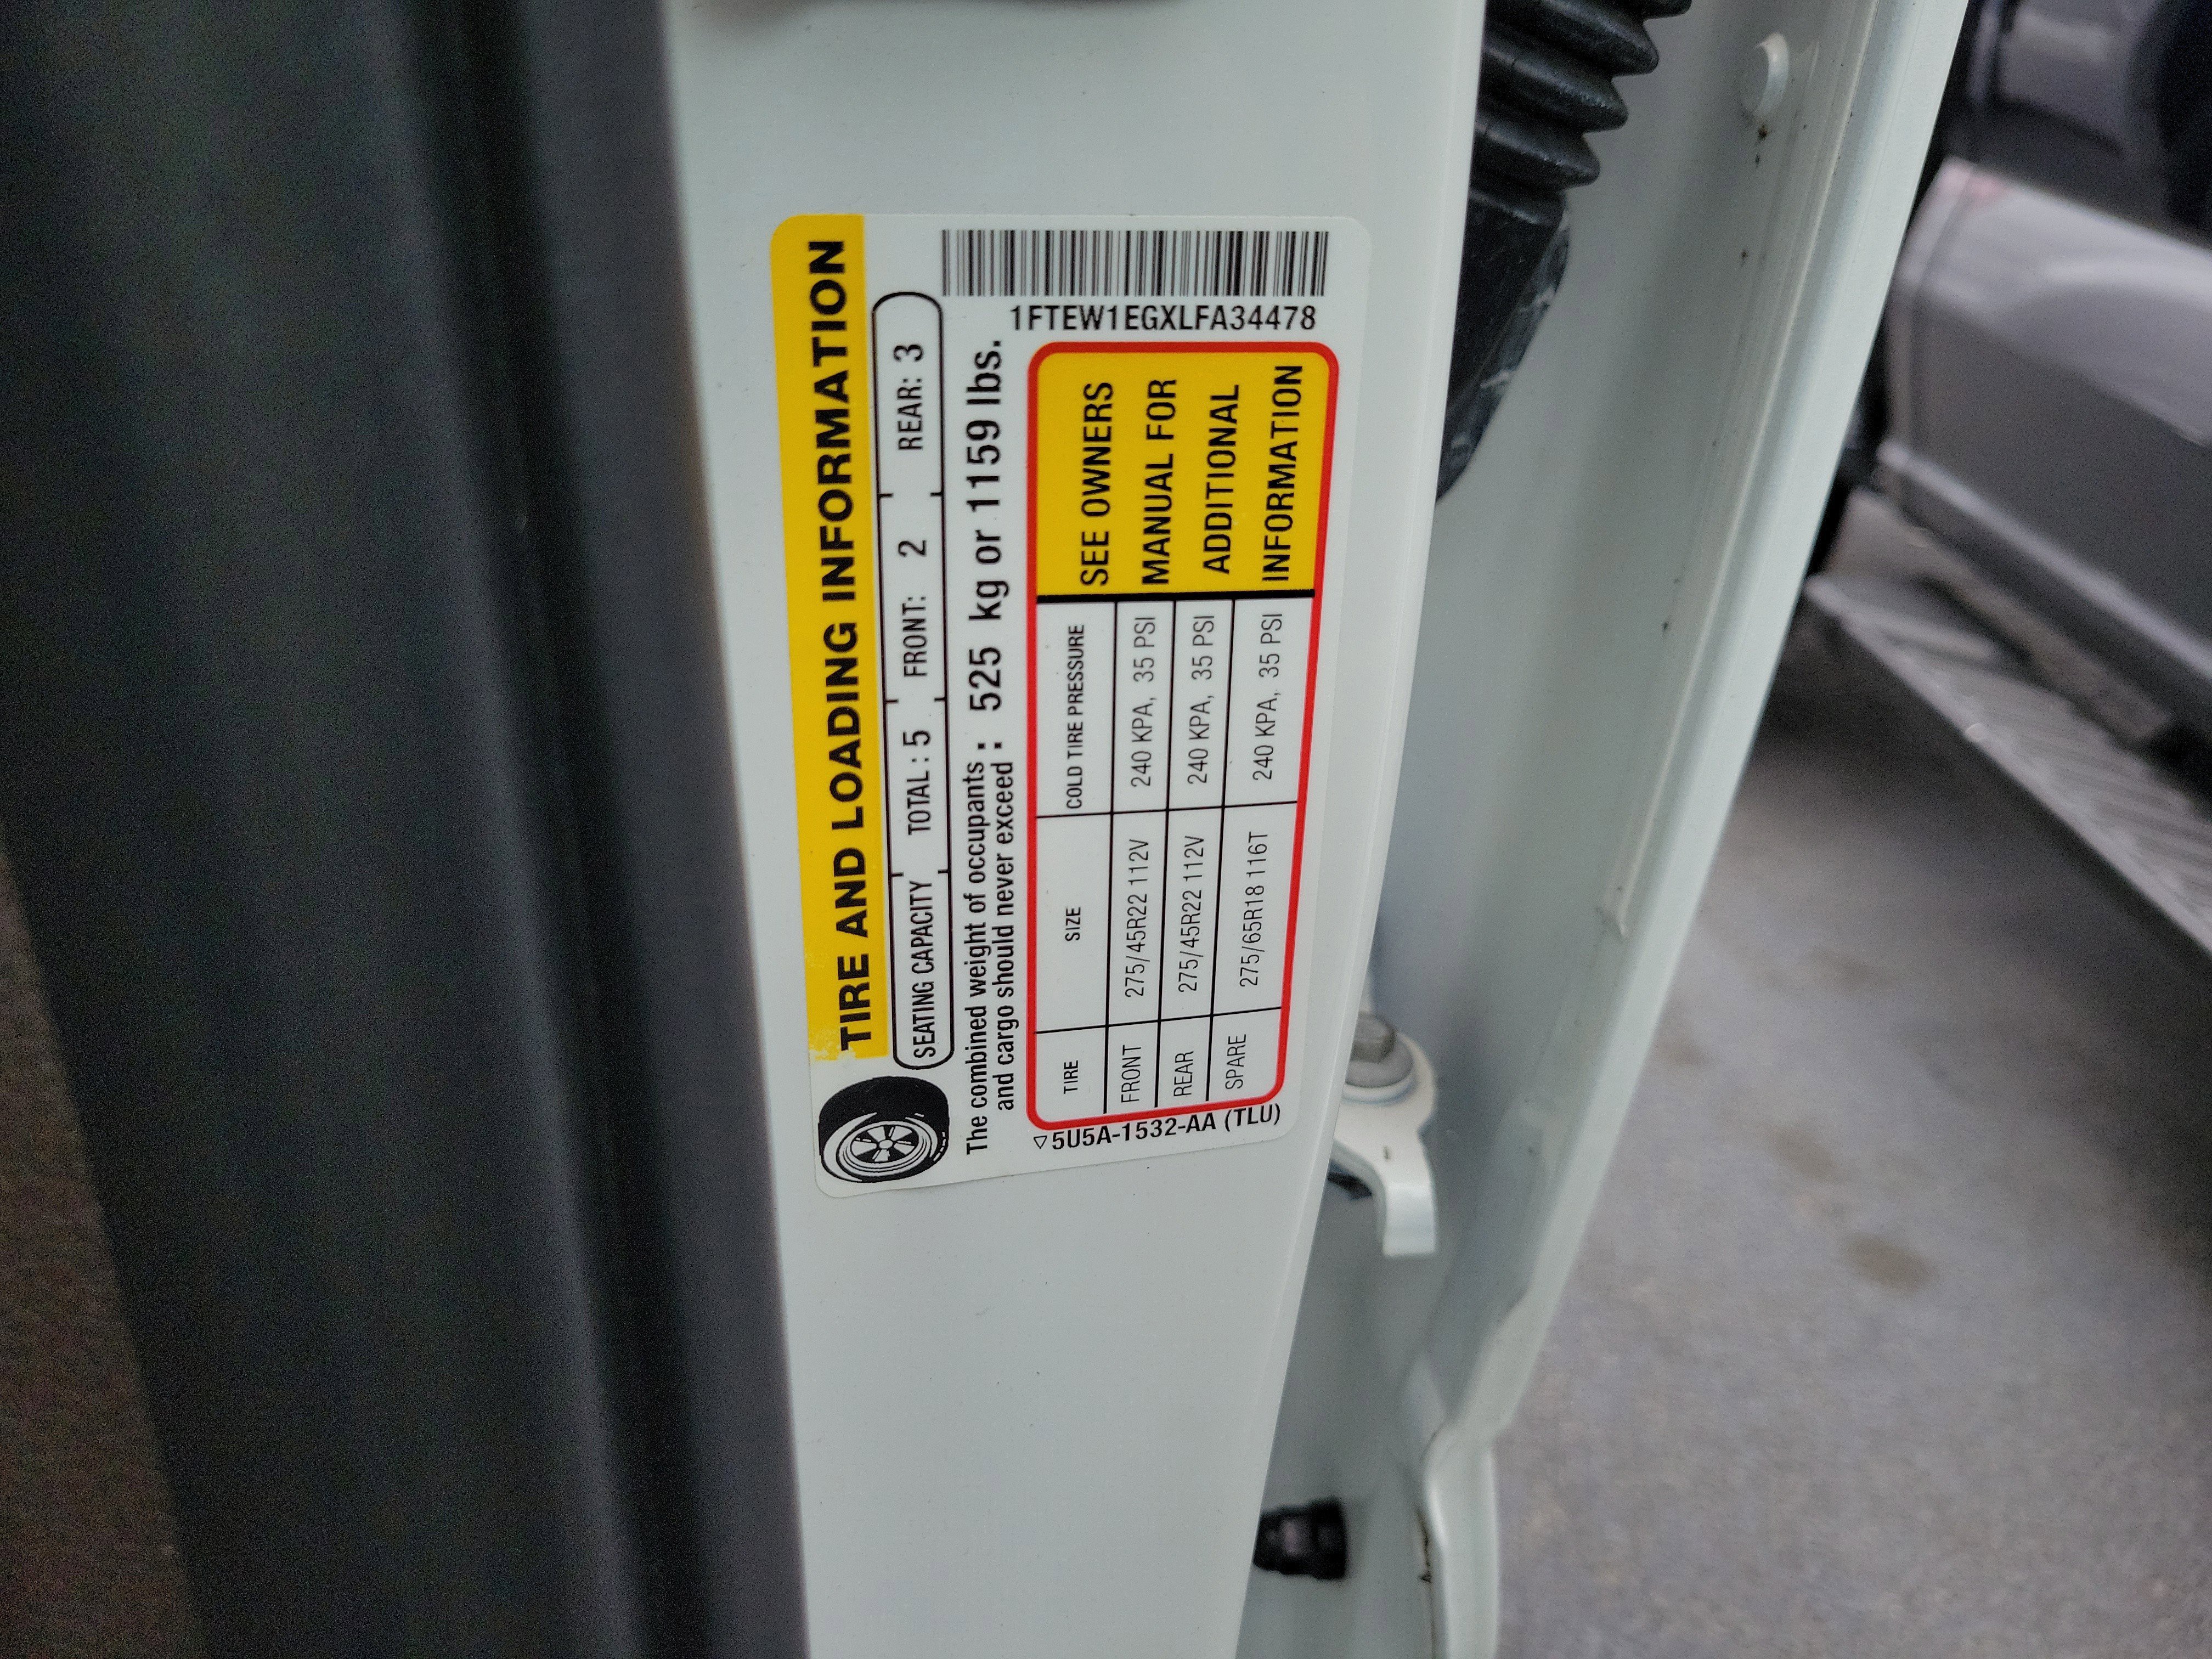 TIRE AND LOADING INFORMATION
SEATING CAPACITY TOTAL : 5 FRONT: 2 REAR: 3
The combined weight of occupants : 525 kg or 1159 lbs.
and cargo should never exceed :
TIRE SIZE COLD TIRE PRESSURE
FRONT 275/45R22 112V 240 KPA, 35 PSI
REAR 275/45R22 112V 240 KPA, 35 PSI
SPARE 275/65R18 116T 240 KPA, 35 PSI
SEE OWNERS
MANUAL FOR
ADDITIONAL
INFORMATION
5U5A-1532-AA (TLU)
1FTEW1EGXLFA34478